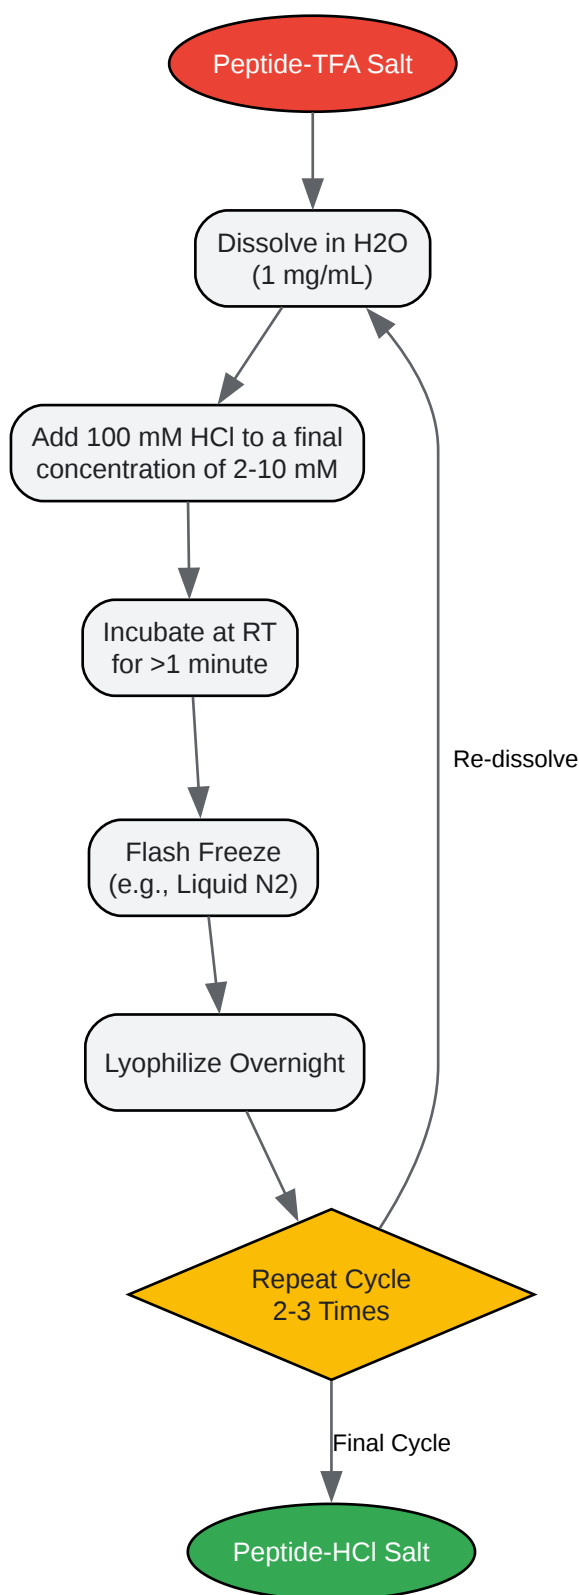 Peptide-TFA Salt
Dissolve in H2O
(1 mg/mL)
Add 100 mM HCl to a final
concentration of 2-10 mM
Incubate at RT
for >1 minute
Re-dissolve
Flash Freeze
(e.g., Liquid N2)
Lyophilize Overnight
Repeat Cycle
2-3 Times
Final Cycle
Peptide-HCl Salt